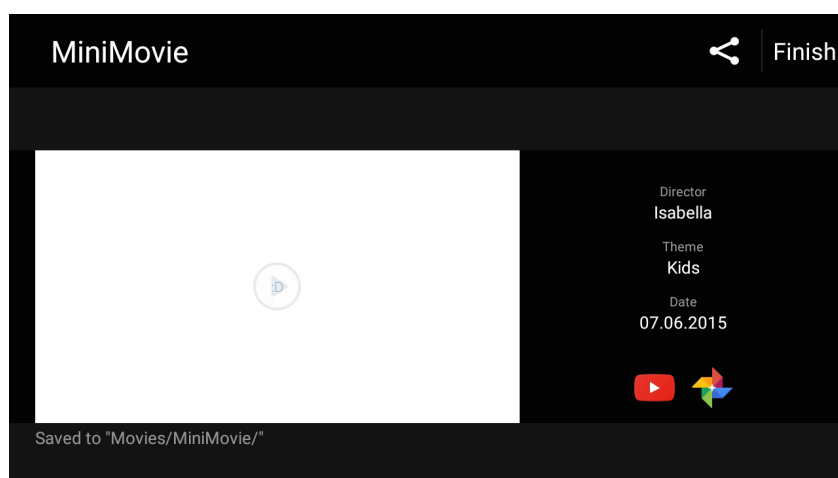 MiniMovie
Finish
:D
Director
Isabella
Theme
Kids
Date
07.06.2015
Saved to "Movies/MiniMovie/"